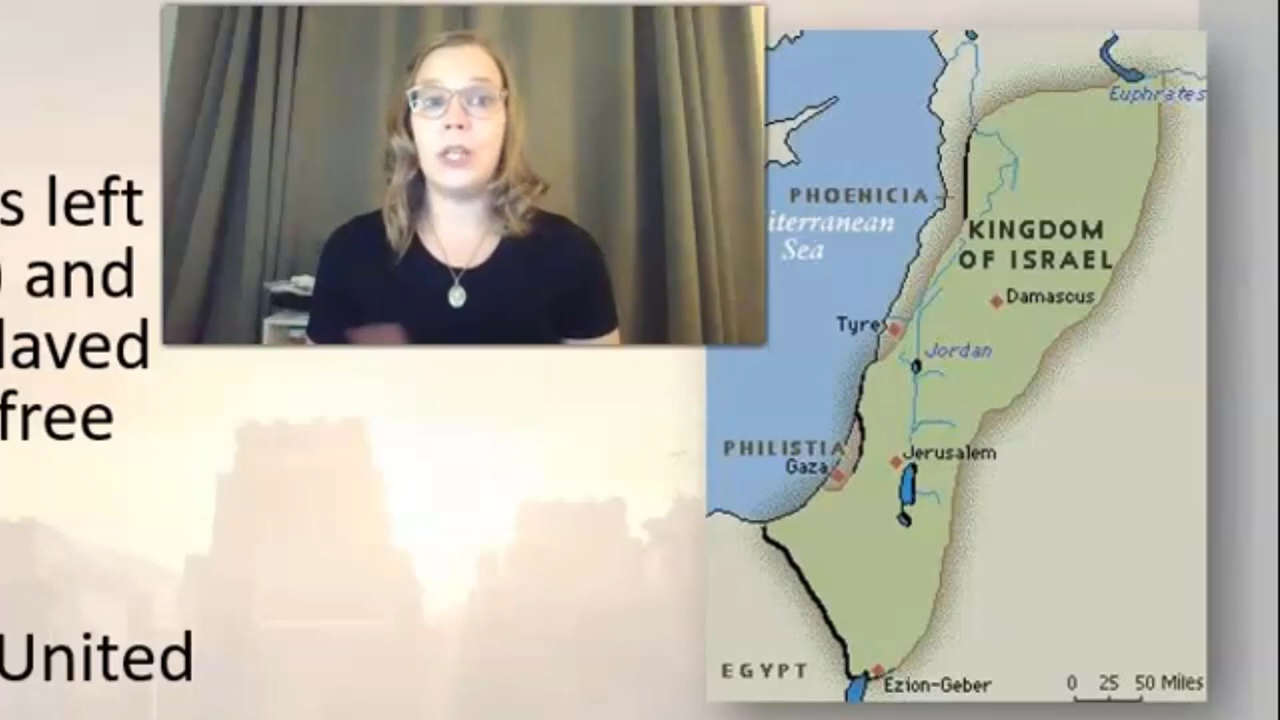 s left
) and
laved
free
United
Euphrates
PHOENICIA
iterranean
Sea
KINGDOM
OF ISRAEL
Damascus
Tyre
Jordan
PHILISTIA
Gaza
Jerusalem
EGYPT
Ezion-Geber
0 25 50 Miles